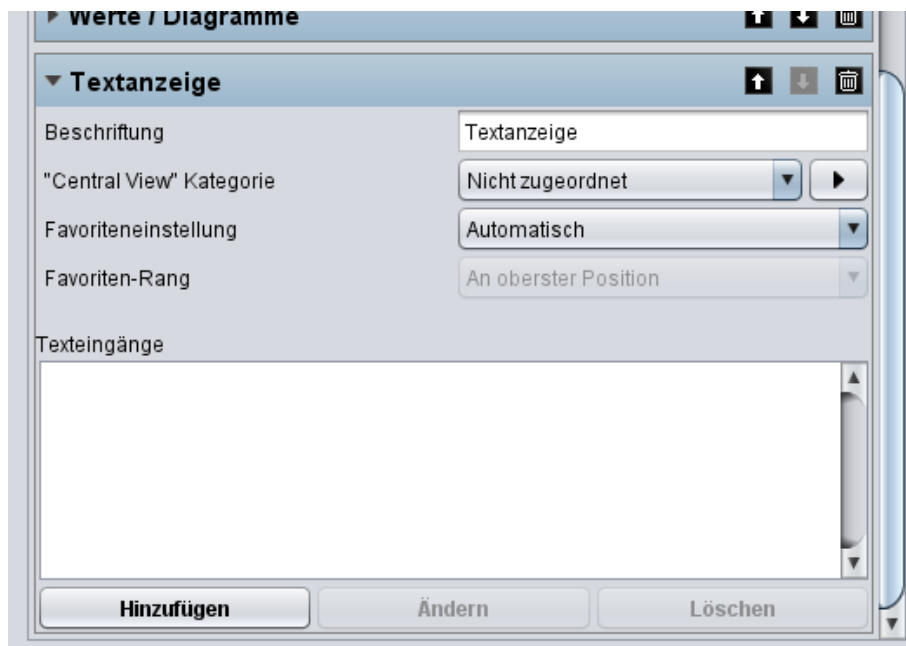 Werte / Diagramme
Textanzeige
Beschriftung Textanzeige
"Central View" Kategorie Nicht zugeordnet
Favoriteneinstellung Automatisch
Favoriten-Rang An oberster Position
Texteingänge
Hinzufügen Ändern Löschen